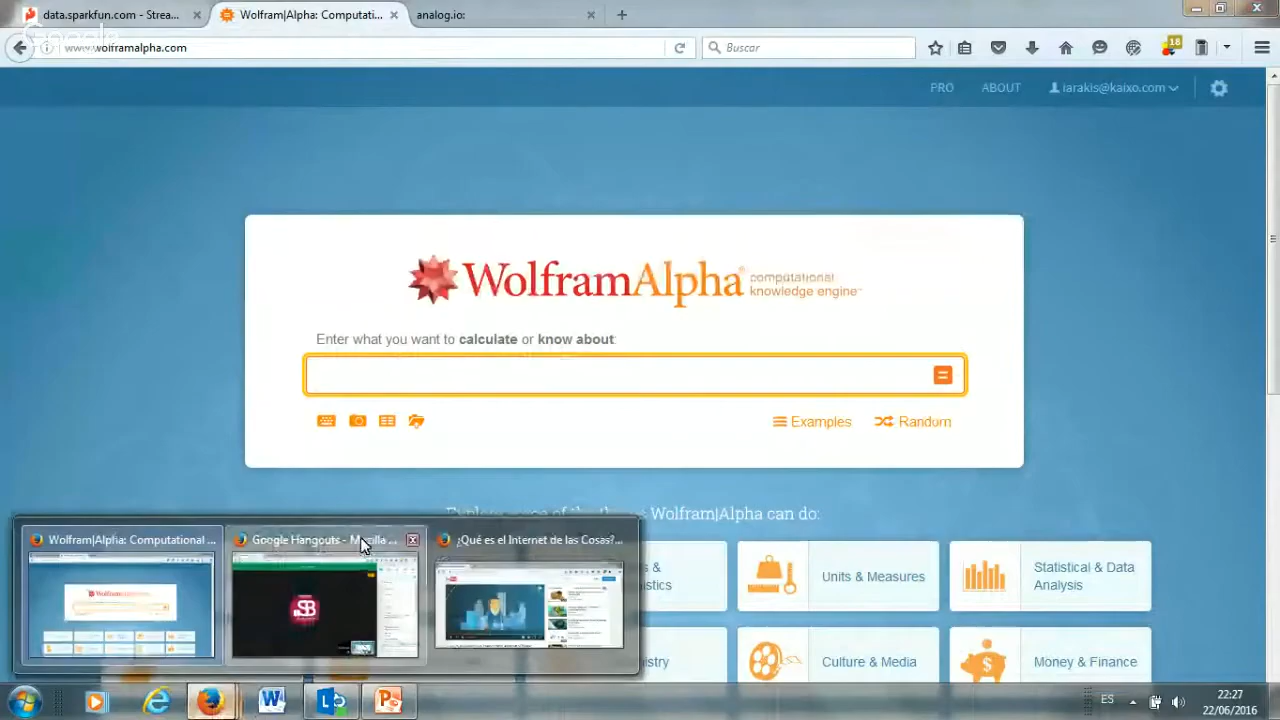 data.sparkfun.com - Strea...
Wolfram|Alpha: Computati...
analog.io:
Google
www.wolframalpha.com
Buscar
18
PRO
ABOUT
iarakis@kaixo.com
WolframAlpha computational knowledge engine
Enter what you want to calculate or know about:
Examples
Random
Wolfram|Alpha can do:
Wolfram|Alpha: Computational ...
Google Hangouts - Mozilla ...
¿Qué es el Internet de las Cosas?...
Units & Measures
Statistical & Data
Analysis
Culture & Media
Money & Finance
ES
22:27
22/06/2016